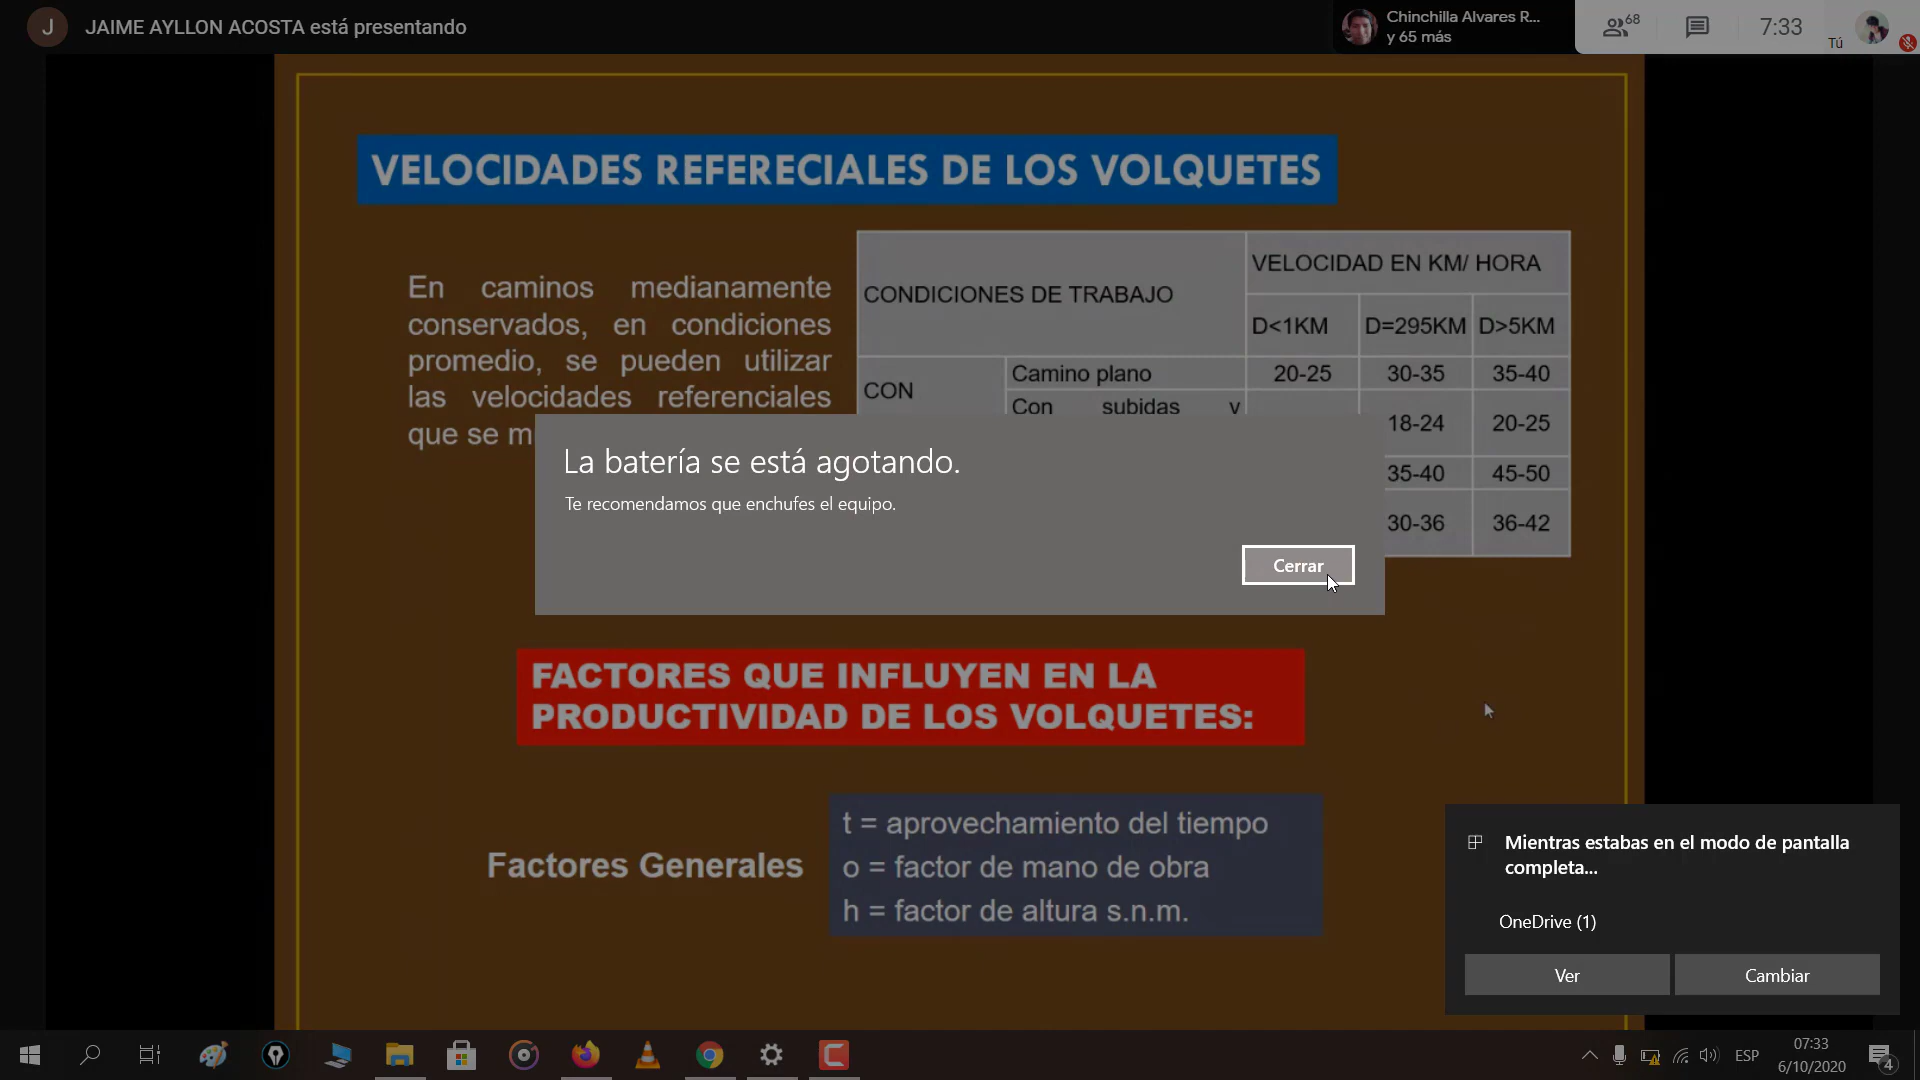 J JAIME AYLLON ACOSTA está presentando
Chinchilla Alvares R...
y 65 más
68
7:33
Tú
VELOCIDADES REFERECIALES DE LOS VOLQUETES
En caminos medianamente
conservados, en condiciones
promedio, se pueden utilizar
las velocidades referenciales
que se m
CONDICIONES DE TRABAJO
VELOCIDAD EN KM/ HORA
D<1KM D=295KM D>5KM
CON
Camino plano 20-25 30-35 35-40
Con subidas y
18-24 20-25
35-40 45-50
30-36 36-42
La batería se está agotando.
Te recomendamos que enchufes el equipo.
Cerrar
FACTORES QUE INFLUYEN EN LA
PRODUCTIVIDAD DE LOS VOLQUETES:
Factores Generales
t = aprovechamiento del tiempo
o = factor de mano de obra
h = factor de altura s.n.m.
Mientras estabas en el modo de pantalla
completa...
OneDrive (1)
Ver Cambiar
ESP
07:33
6/10/2020
4